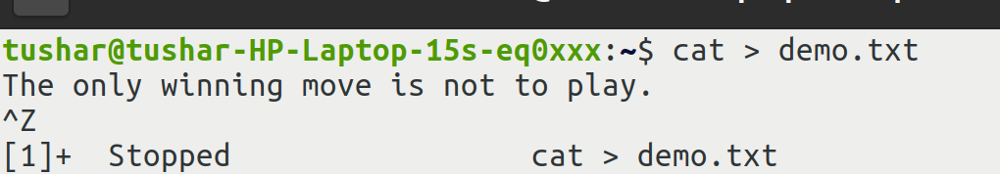 tushar@tushar-HP-Laptop-15s-eq0xxx:~$ cat > demo.txt
The only winning move is not to play.
^Z
[1]+  Stopped                 cat > demo.txt